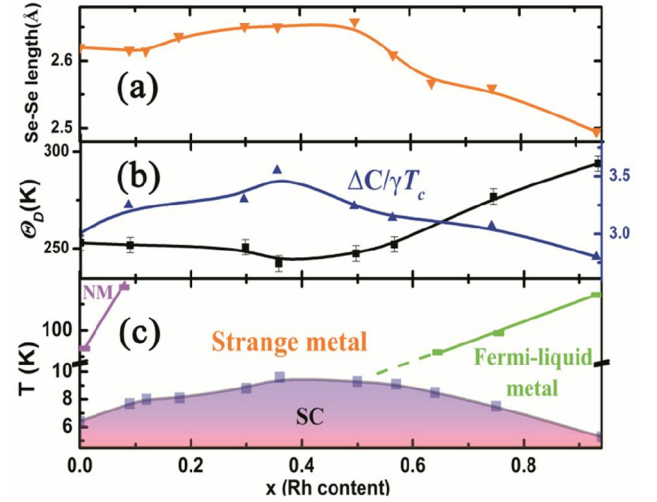 Se-Se length(Å)
2.6
2.5
(a)
300
250
Θ_D(K)
(b)
ΔC/γT_c
3.5
3.0
NM
(c)
100
10
8
6
T (K)
Strange metal
Fermi-liquid
metal
SC
0.0 0.2 0.4 0.6 0.8
x (Rh content)